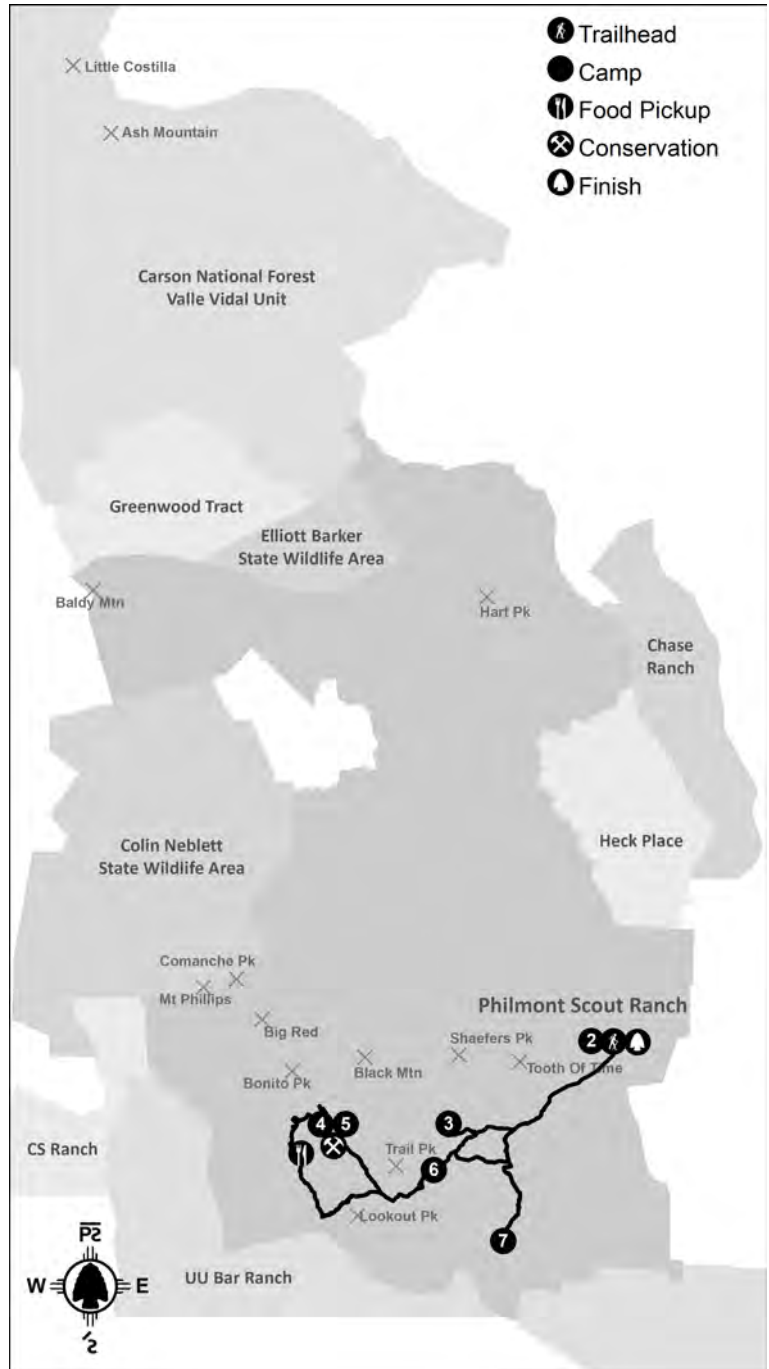 Trailhead
Camp
Food Pickup
Conservation
Finish
Little Costilla
Ash Mountain
Carson National Forest
Valle Vidal Unit
Greenwood Tract
Elliott Barker
State Wildlife Area
Baldy Mtn
Hart Pk
Chase
Ranch
Heck Place
Colin Neblett
State Wildlife Area
Comanche Pk
Mt Phillips
Big Red
Philmont Scout Ranch
Shaefers Pk
Black Mtn
Tooth Of Time
Bonito Pk
2
3
4
5
6
7
Trail Pk
Lookout Pk
CS Ranch
UU Bar Ranch
W
E